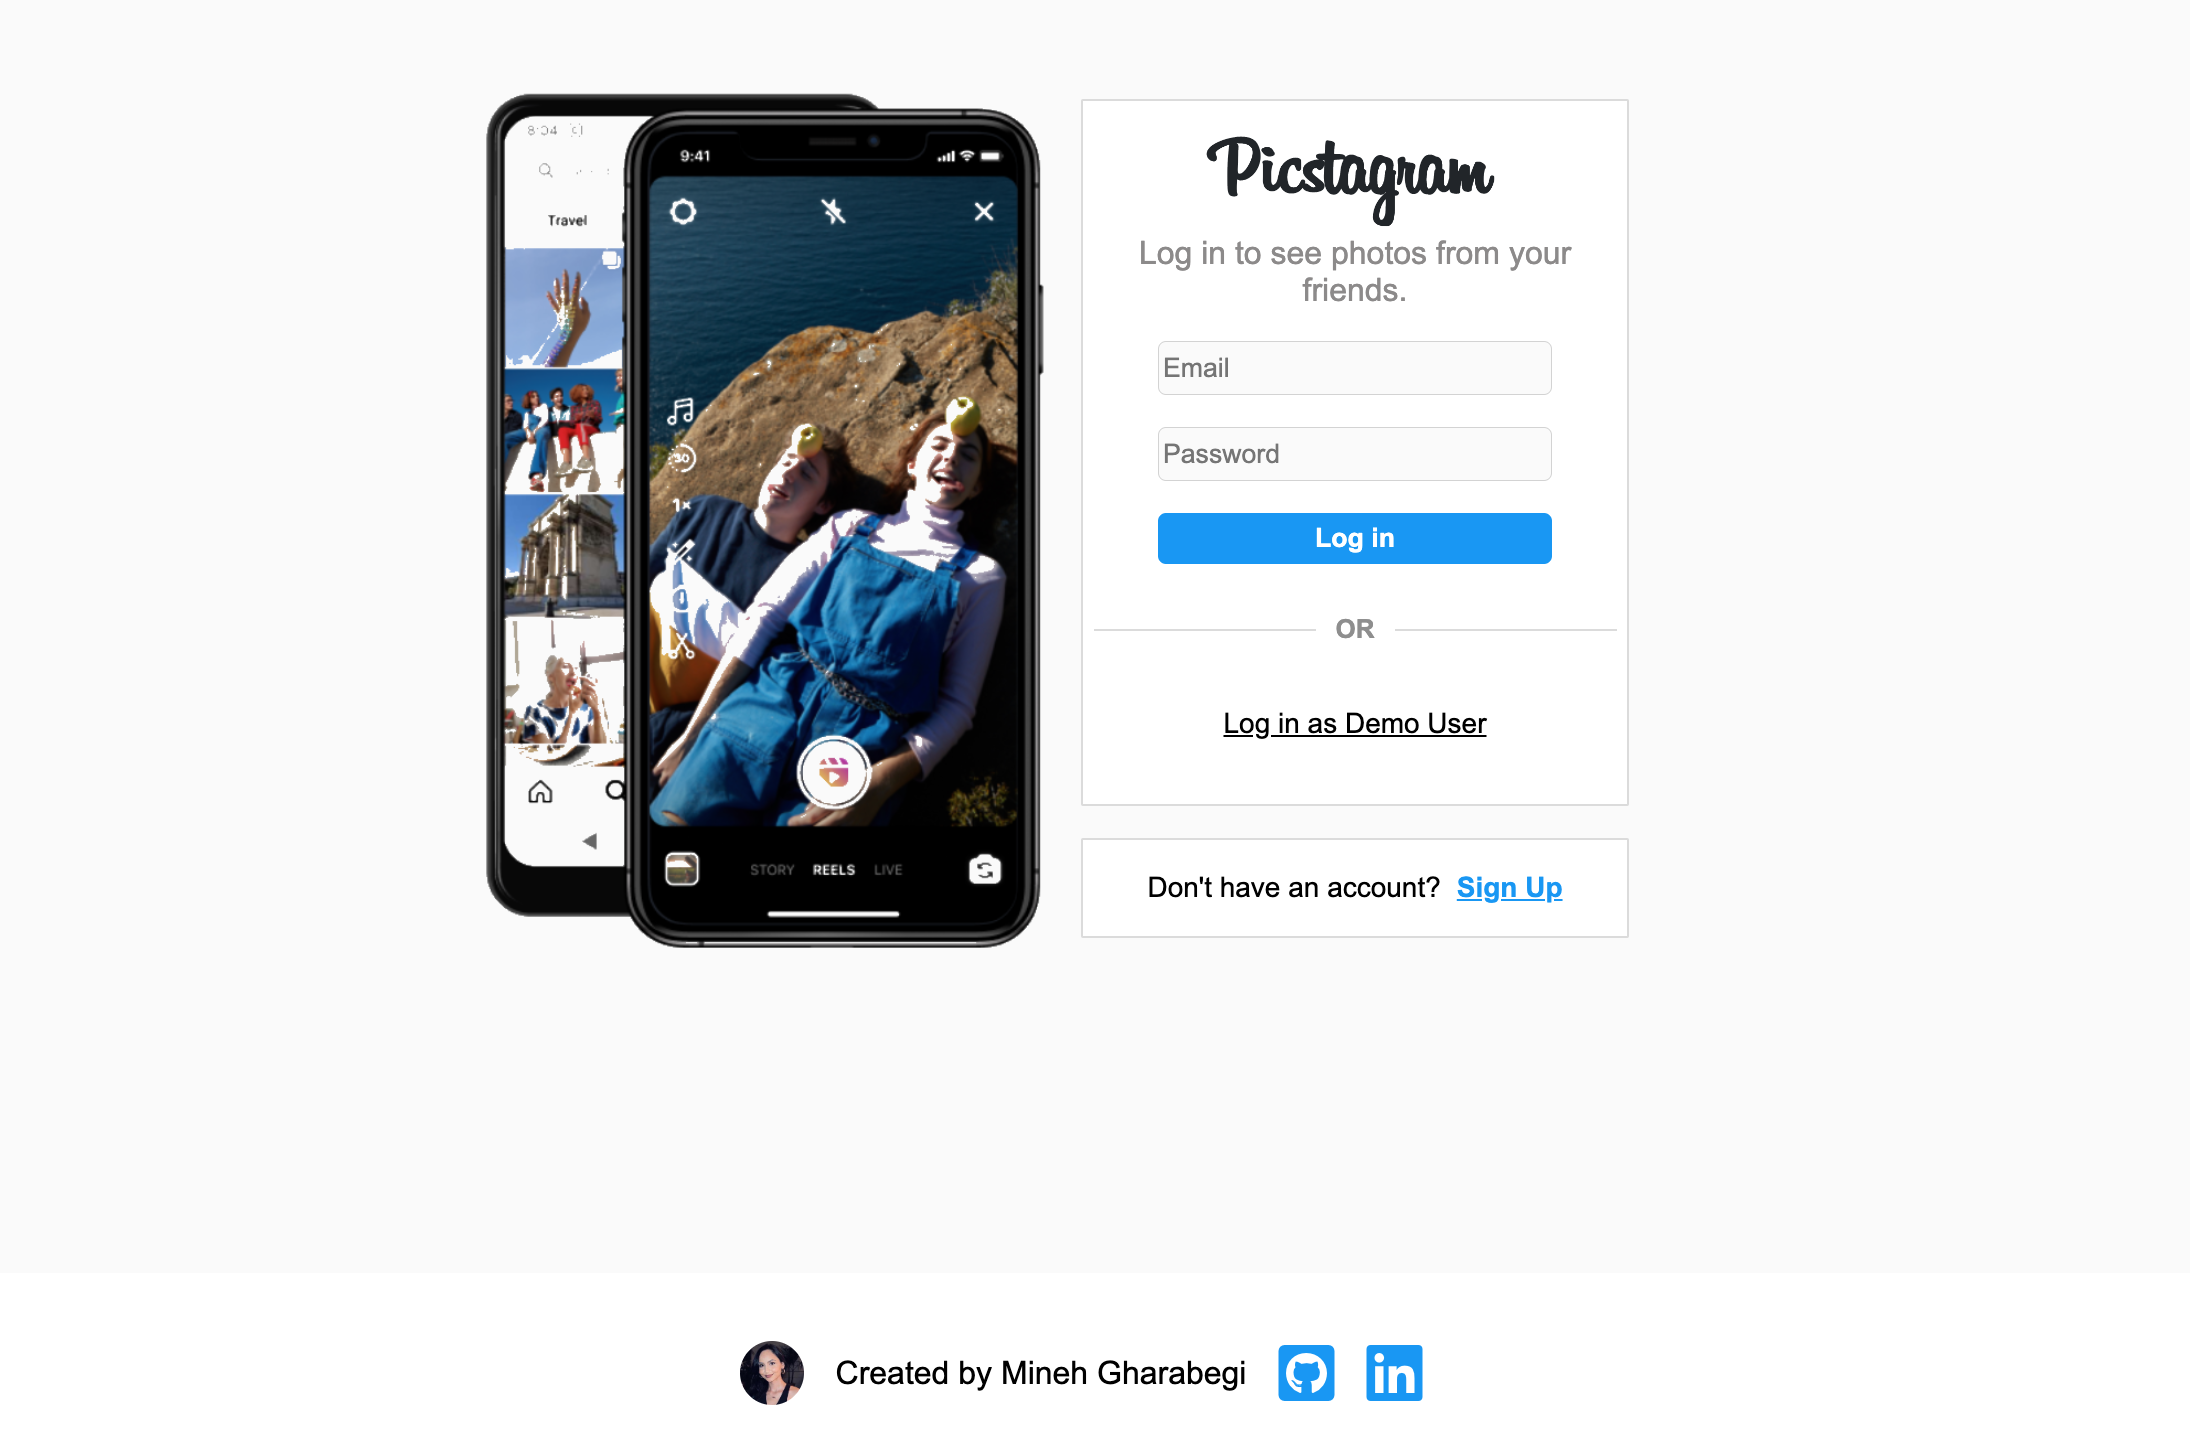 8:04
Travel
9:41
30
1x
STORY REELS LIVE
Picstagram
Log in to see photos from your
friends.
Email
Password
Log in
OR
Log in as Demo User
Don't have an account? Sign Up
Created by Mineh Gharabegi
in